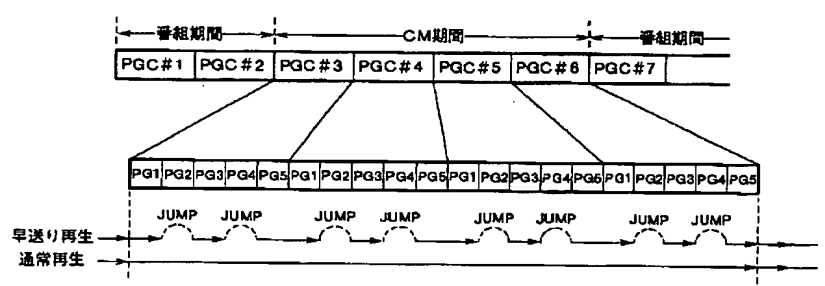 番組期間 CM期間 番組期間
PGC#1 PGC#2 PGC#3 PGC#4 PGC#5 PGC#6 PGC#7
PG1 PG2 PG3 PG4 PG5 PG1 PG2 PG3 PG4 PG5 PG1 PG2 PG3 PG4 PG5 PG1 PG2 PG3 PG4 PG5
JUMP JUMP JUMP JUMP JUMP JUMP JUMP JUMP
早送り再生
通常再生